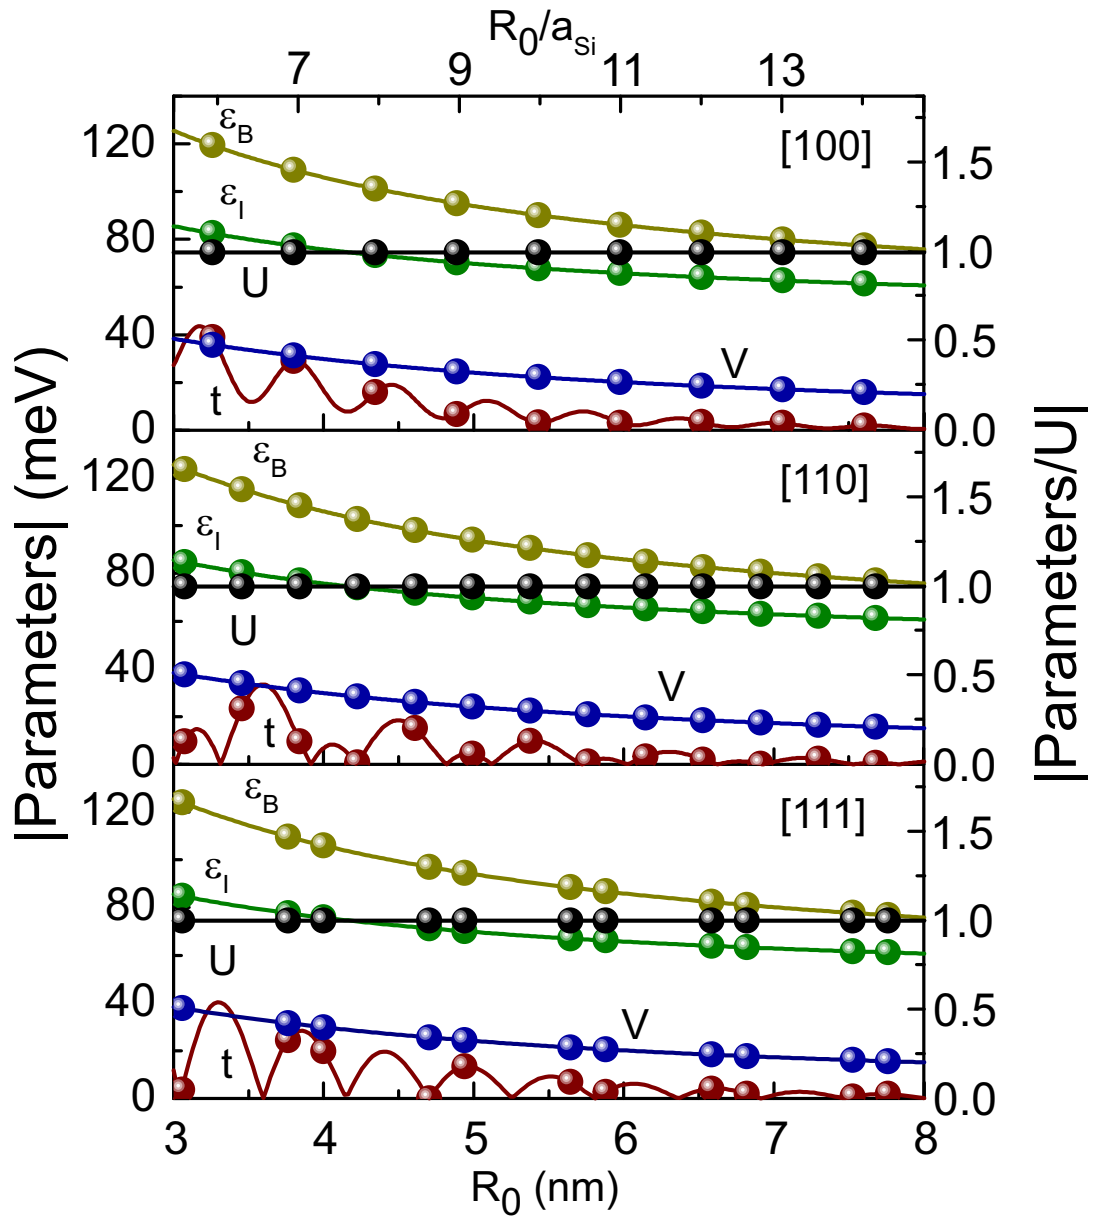 R0/aSi
7 9 11 13
εB
[100]
120 1.5
εI
80 1.0
U
40 0.5
V
t
0 0.0
εB
[110]
120 1.5
εI
80 1.0
U
40 0.5
V
t
0 0.0
εB
[111]
120 1.5
εI
80 1.0
U
40 0.5
V
t
0 0.0
3 4 5 6 7 8
R0 (nm)
|Parameters| (meV)
|Parameters/U|